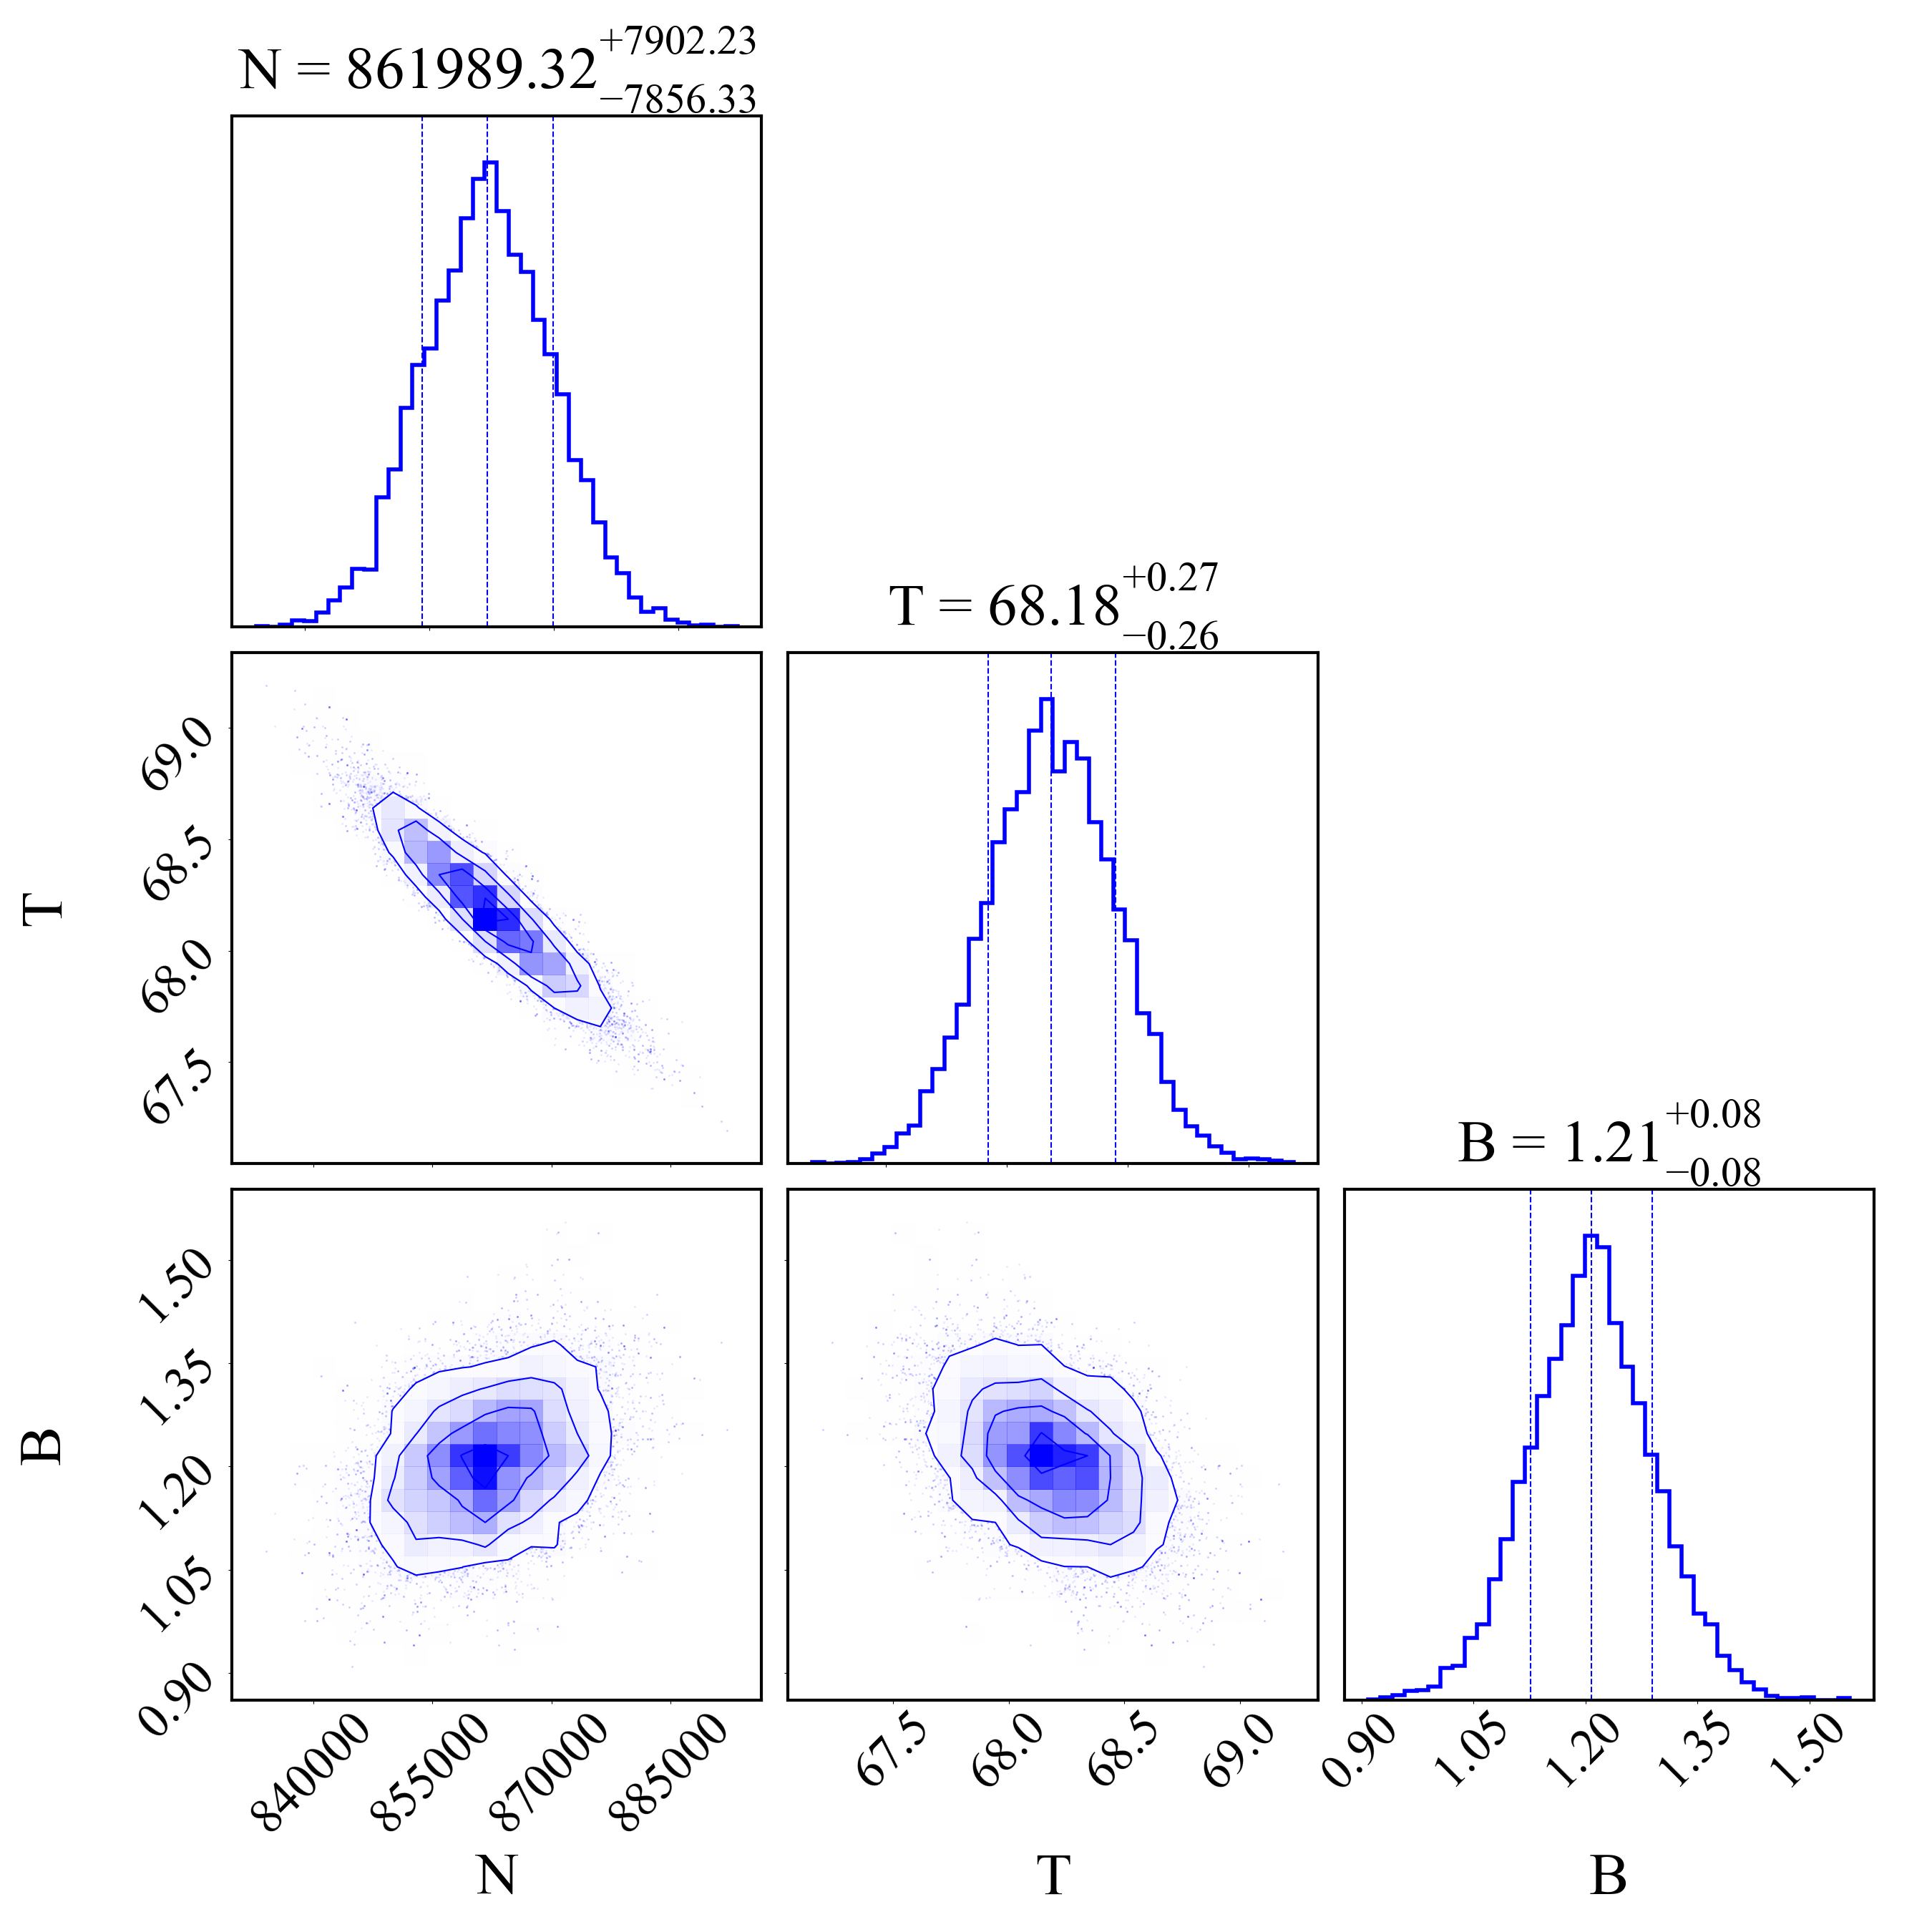 N = 861989.32 +7902.23 −7856.33
T = 68.18 +0.27 −0.26
69.0
68.5
68.0
67.5
T
B = 1.21 +0.08 −0.08
1.50
1.35
1.20
1.05
0.90
B
840000 855000 870000 885000
67.5 68.0 68.5 69.0
0.90 1.05 1.20 1.35 1.50
N T B